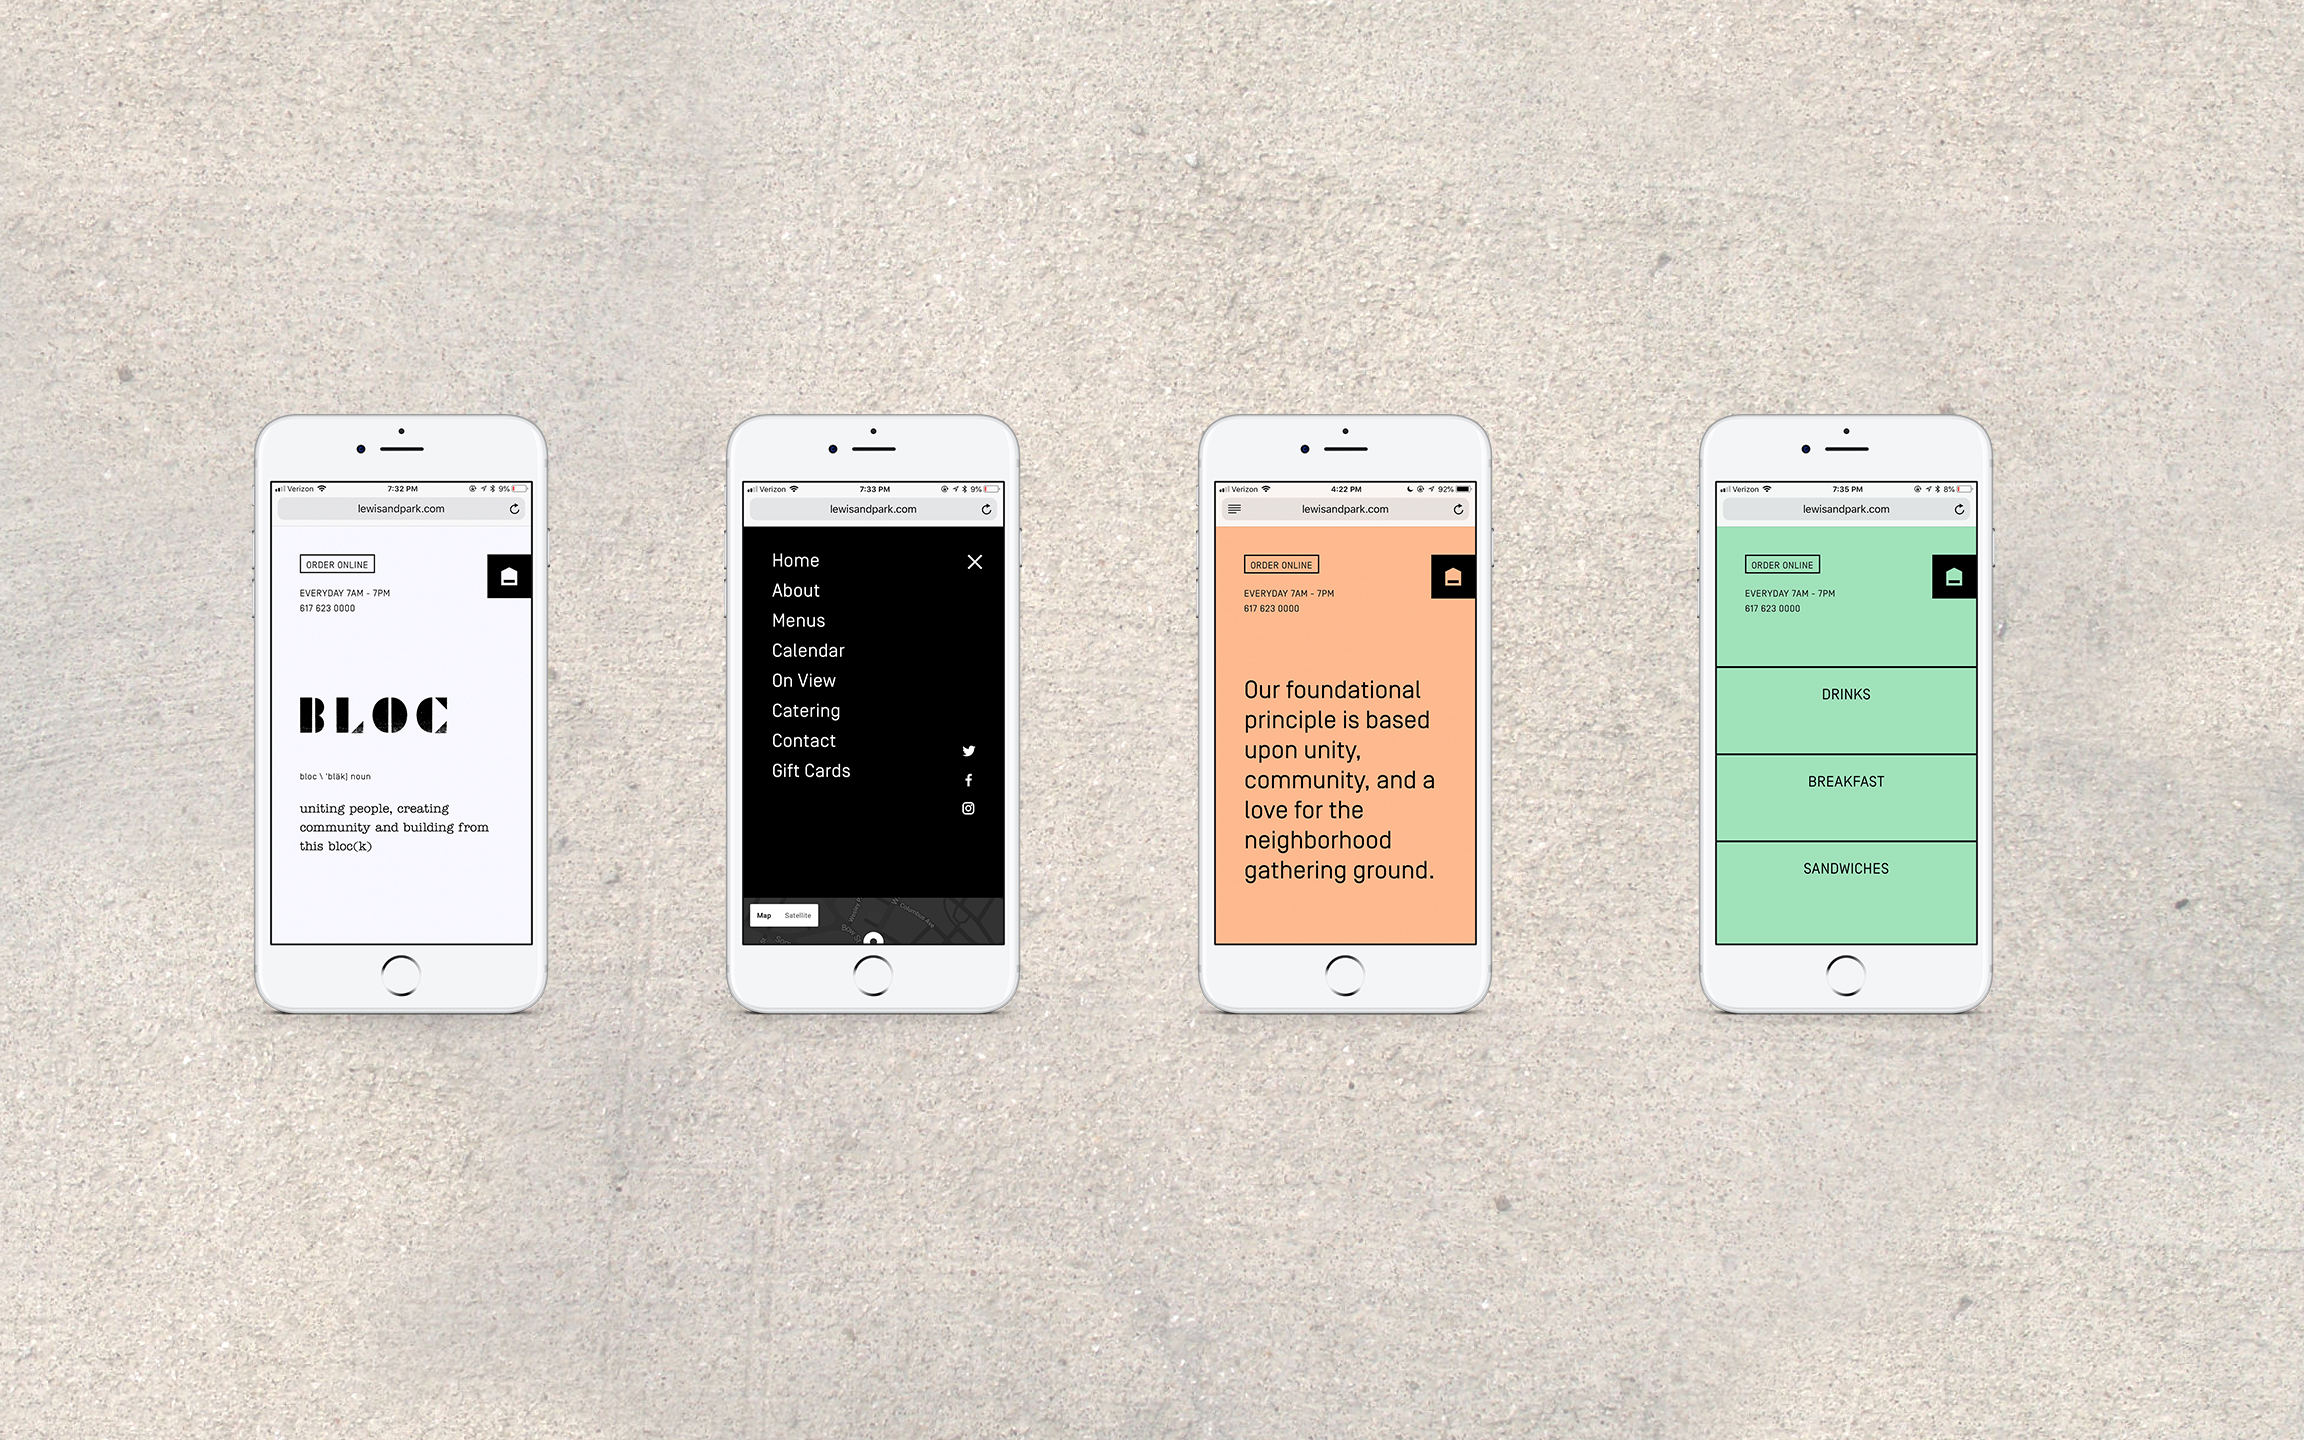 Verizon 7:32 PM 9%
lewisandpark.com
ORDER ONLINE
EVERYDAY 7AM - 7PM
617 623 0000
BLOC
bloc \ 'bläk| noun
uniting people, creating
community and building from
this bloc(k)
Verizon 7:33 PM 9%
lewisandpark.com
Home
About
Menus
Calendar
On View
Catering
Contact
Gift Cards
Map Satellite
Columbus Ave
Verizon 4:22 PM 92%
lewisandpark.com
ORDER ONLINE
EVERYDAY 7AM - 7PM
617 623 0000
Our foundational
principle is based
upon unity,
community, and a
love for the
neighborhood
gathering ground.
Verizon 7:35 PM 8%
lewisandpark.com
ORDER ONLINE
EVERYDAY 7AM - 7PM
617 623 0000
DRINKS
BREAKFAST
SANDWICHES